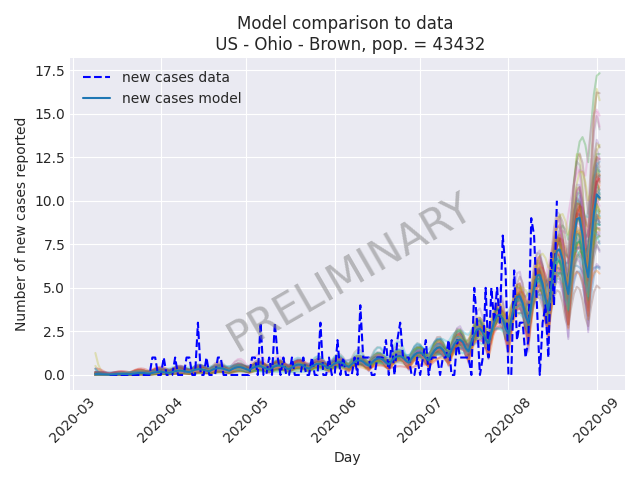 Model comparison to data
US - Ohio - Brown, pop. = 43432
17.5
15.0
12.5
10.0
7.5
5.0
2.5
0.0
Number of new cases reported
new cases data
new cases model
PRELIMINARY
2020-03
2020-04
2020-05
2020-06
2020-07
2020-08
2020-09
Day